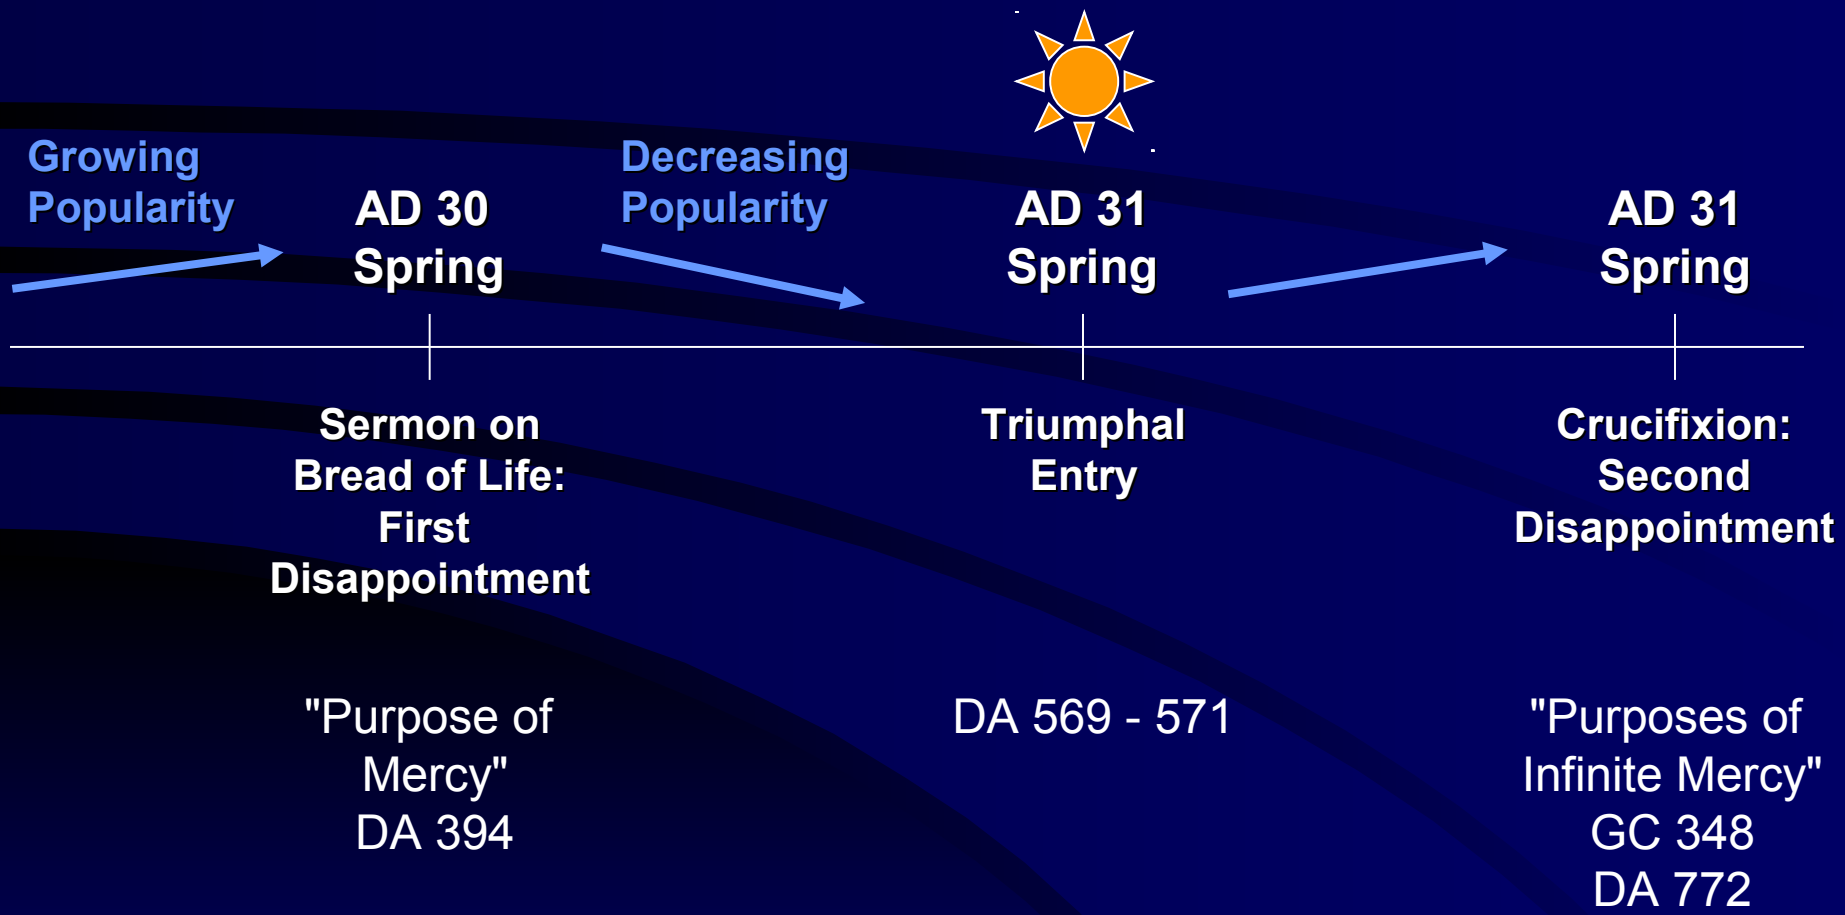 Growing
Popularity
AD 30
Spring
Decreasing
Popularity
AD 31
Spring
AD 31
Spring
Sermon on
Bread of Life:
First
Disappointment
Triumphal
Entry
Crucifixion:
Second
Disappointment
"Purpose of
Mercy"
DA 394
DA 569 - 571
"Purposes of
Infinite Mercy"
GC 348
DA 772